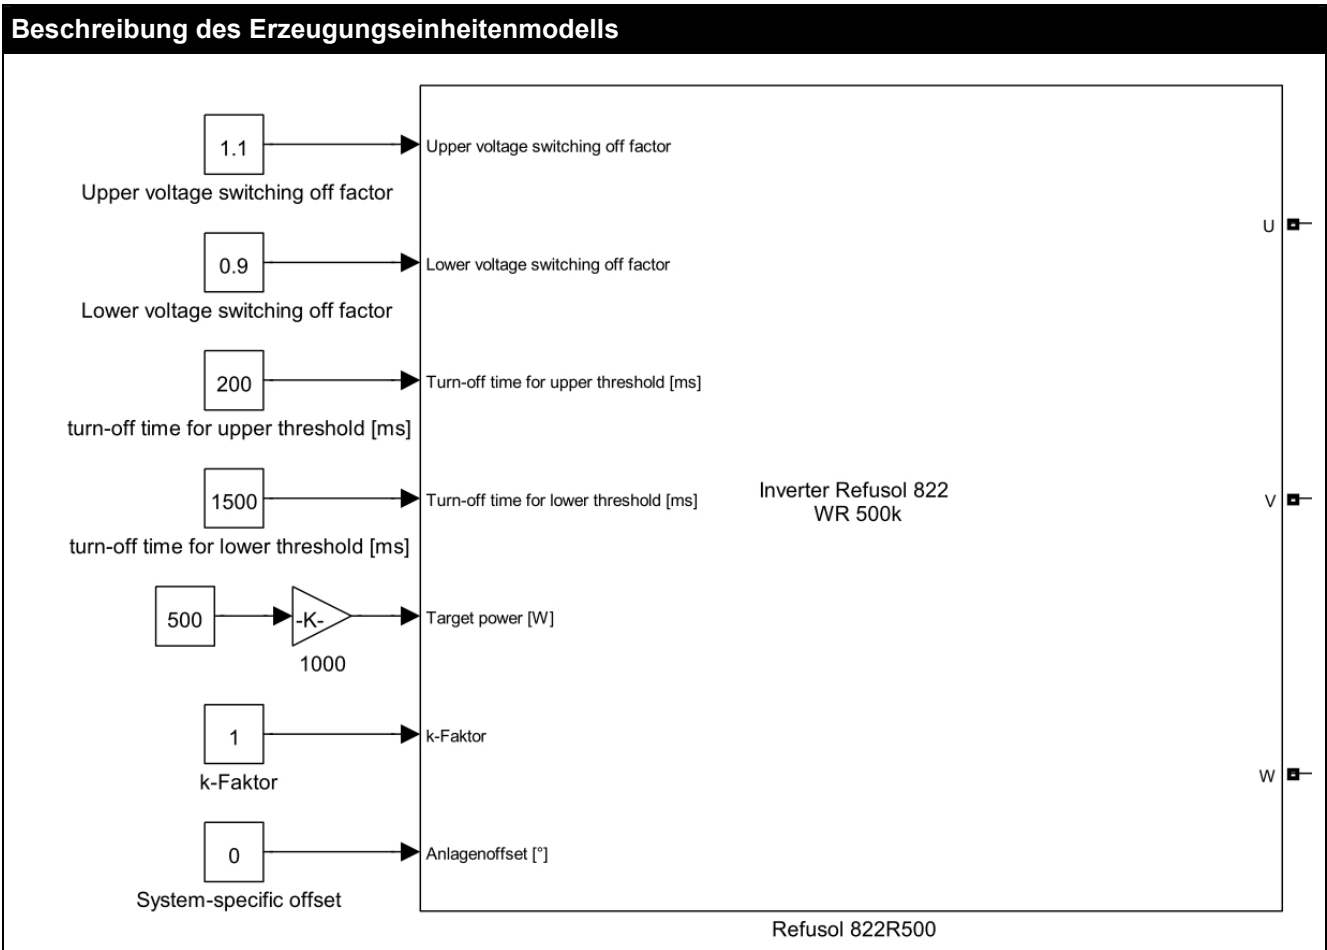 Beschreibung des Erzeugungseinheitenmodells
1.1
Upper voltage switching off factor
Upper voltage switching off factor
U
0.9
Lower voltage switching off factor
Lower voltage switching off factor
200
Turn-off time for upper threshold [ms]
turn-off time for upper threshold [ms]
1500
Turn-off time for lower threshold [ms]
Inverter Refusol 822
WR 500k
V
turn-off time for lower threshold [ms]
500
-K-
Target power [W]
1000
1
k-Faktor
k-Faktor
W
0
Anlagenoffset [°]
System-specific offset
Refusol 822R500